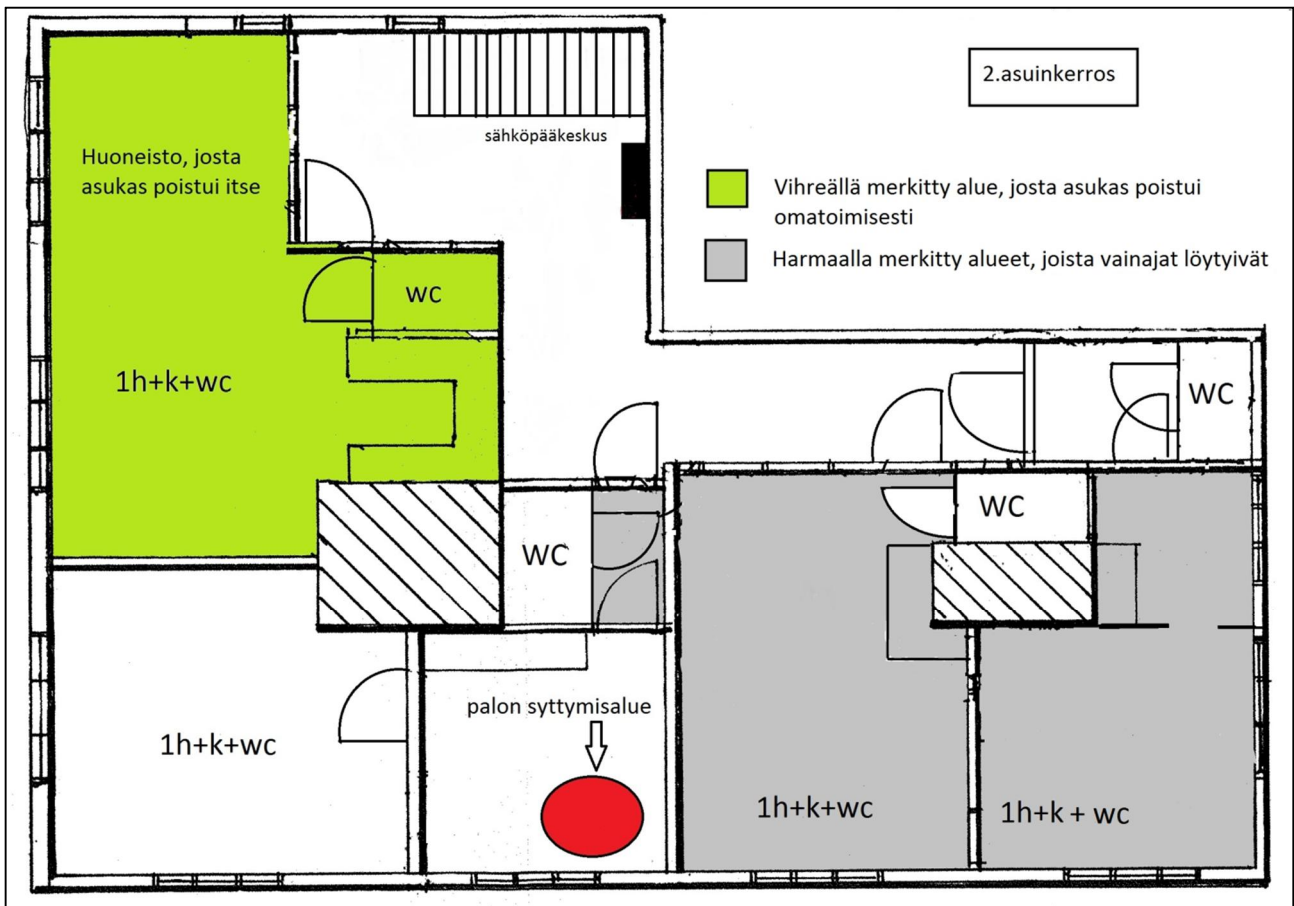 2.asuinkerros
sähköpääkeskus
Huoneisto, josta
asukas poistui itse
Vihreällä merkitty alue, josta asukas poistui
omatoimisesti
Harmaalla merkitty alueet, joista vainajat löytyivät
wc
1h+k+wc
WC
WC
WC
palon syttymisalue
1h+k+wc
1h+k+wc
1h+k + wc